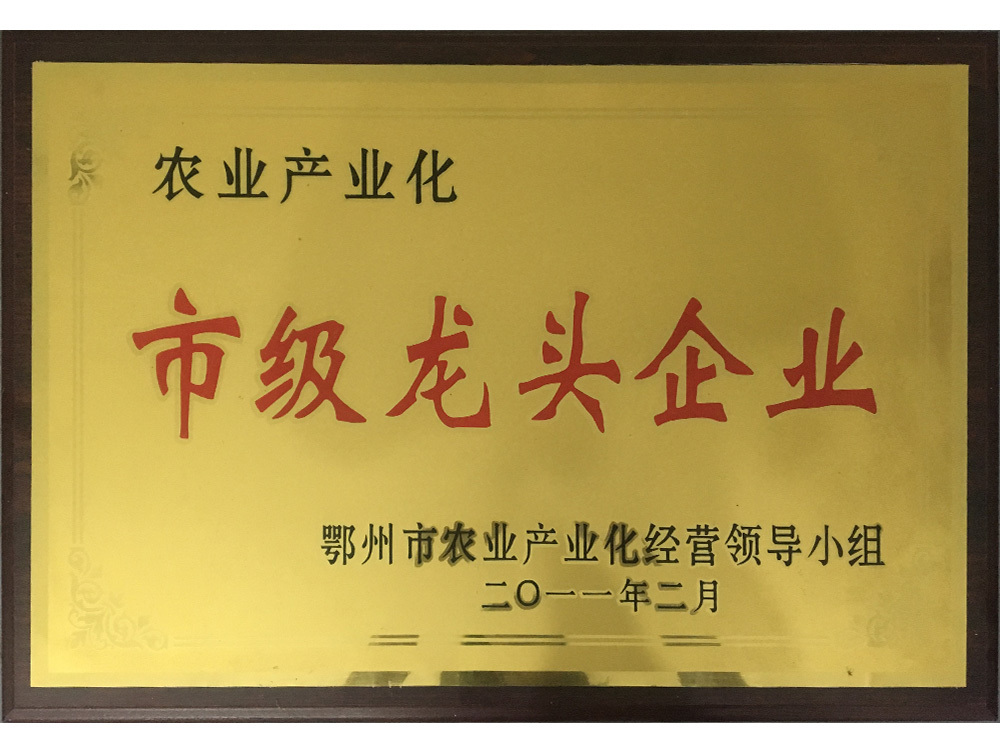 农业产业化
市级龙头企业
鄂州市农业产业化经营领导小组
二〇一一年二月